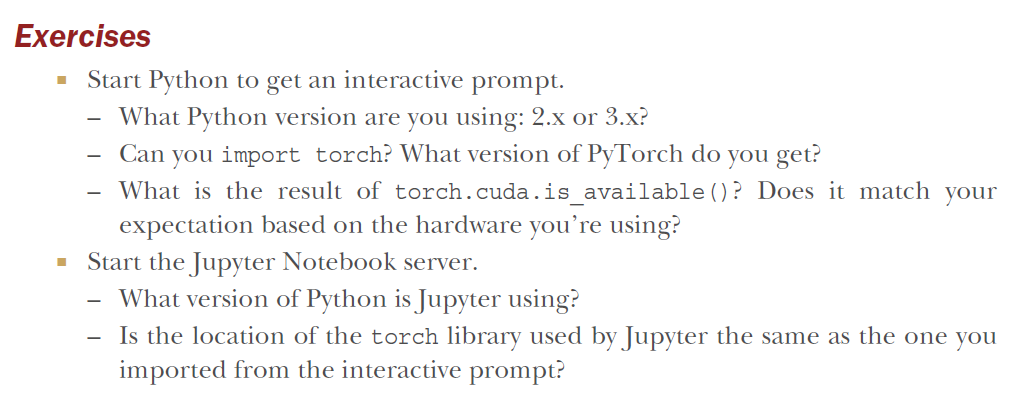 Exercises
▪ Start Python to get an interactive prompt.
– What Python version are you using: 2.x or 3.x?
– Can you import torch? What version of PyTorch do you get?
– What is the result of torch.cuda.is_available()? Does it match your
expectation based on the hardware you’re using?
▪ Start the Jupyter Notebook server.
– What version of Python is Jupyter using?
– Is the location of the torch library used by Jupyter the same as the one you
imported from the interactive prompt?